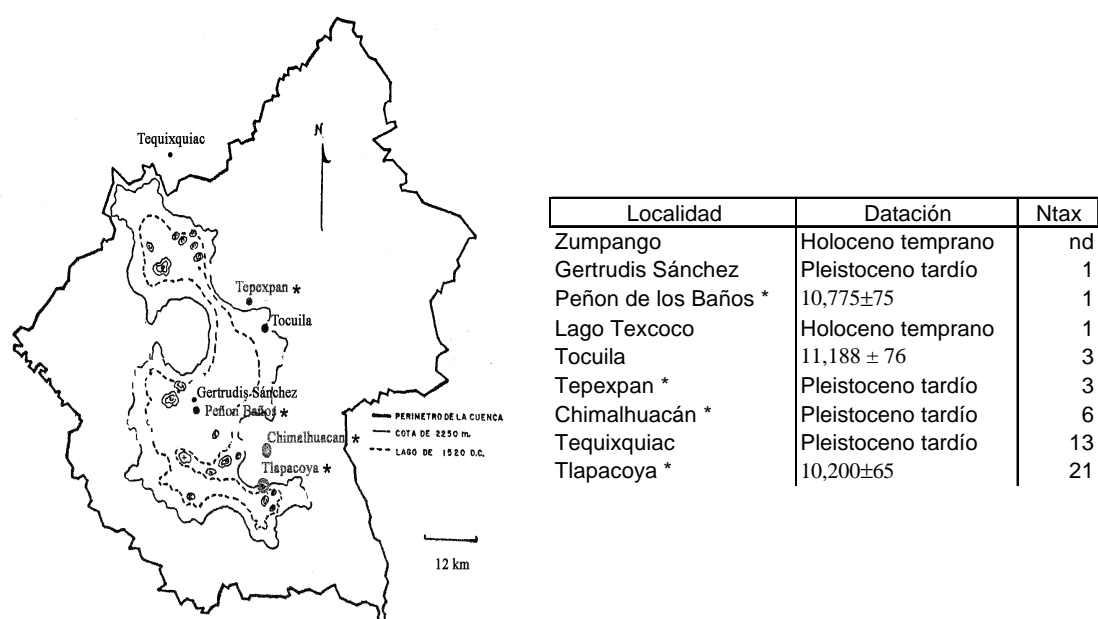 Tequixquiac
N
Tepexpan *
Tocuila
Gertrudis Sánchez
Peñon Baños *
PERIMETRO DE LA CUENCA
COTA DE 2250 m.
LAGO DE 1520 D.C.
Chimalhuacan *
Tlapacoya *
12 km
Localidad Datación Ntax
Zumpango Holoceno temprano nd
Gertrudis Sánchez Pleistoceno tardío 1
Peñon de los Baños * 10,775±75 1
Lago Texcoco Holoceno temprano 1
Tocuila 11,188 ± 76 3
Tepexpan * Pleistoceno tardío 3
Chimalhuacán * Pleistoceno tardío 6
Tequixquiac Pleistoceno tardío 13
Tlapacoya * 10,200±65 21